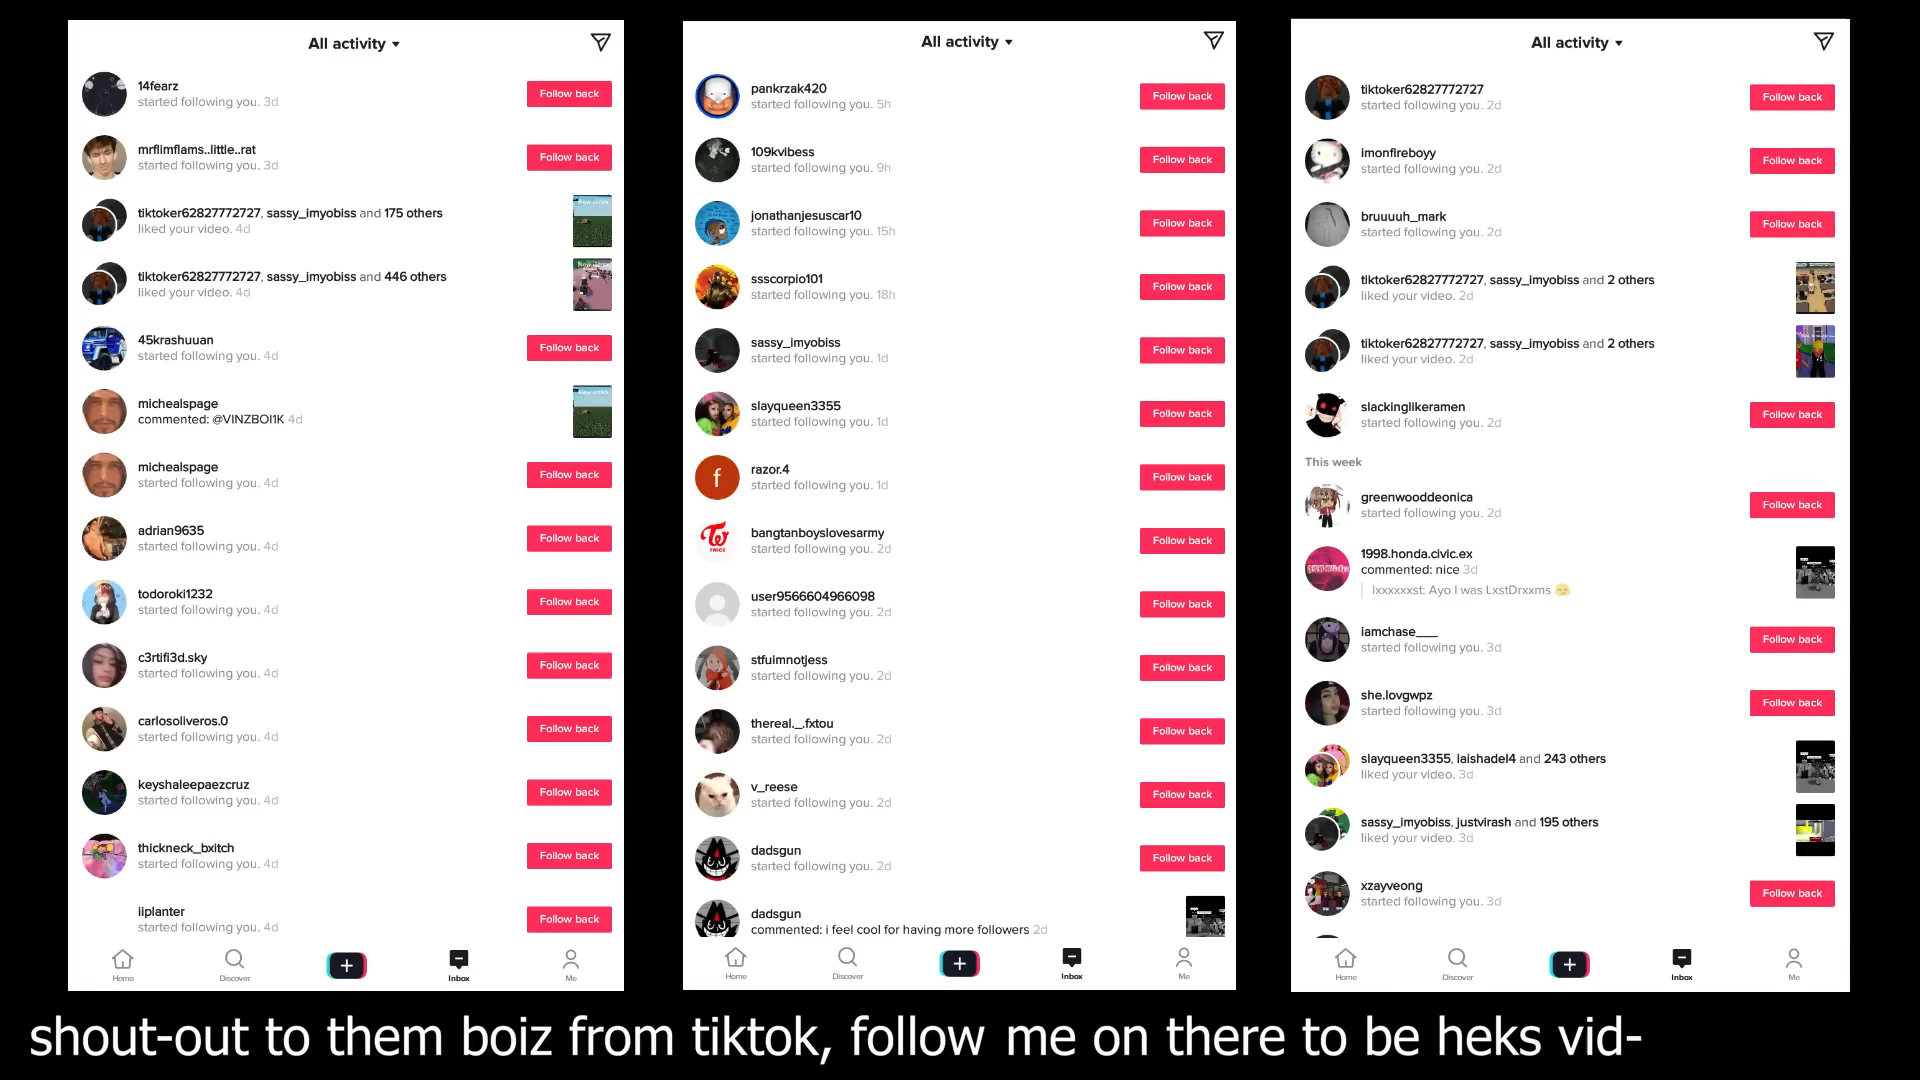 All activity
14fearz
Follow back
started following you. 3d
mrflimflams..little..rat
Follow back
started following you. 3d
tiktoker62827772727, sassy_imyobiss and 175 others
liked your video. 4d
tiktoker62827772727, sassy_imyobiss and 446 others
liked your video. 4d
45krashuuan
Follow back
started following you. 4d
michealspage
commented: @VINZBOI1K 4d
michealspage
Follow back
started following you. 4d
adrian9635
Follow back
started following you. 4d
todoroki1232
Follow back
started following you. 4d
c3rtifi3d.sky
Follow back
started following you. 4d
carlosoliveros.0
Follow back
started following you. 4d
keyshaleepaezcruz
Follow back
started following you. 4d
thickneck_bxitch
Follow back
started following you. 4d
iiplanter
Follow back
started following you. 4d
Home
Discover
Inbox
Me
All activity
pankrzak420
Follow back
started following you. 5h
109kvibess
Follow back
started following you. 9h
jonathanjesuscar10
Follow back
started following you. 15h
ssscorpio101
Follow back
started following you. 18h
sassy_imyobiss
Follow back
started following you. 1d
slayqueen3355
Follow back
started following you. 1d
f
razor.4
Follow back
started following you. 1d
TWICE
bangtanboyslovesarmy
Follow back
started following you. 2d
user9566604966098
Follow back
started following you. 2d
stfuimnotjess
Follow back
started following you. 2d
thereal._.fxtou
Follow back
started following you. 2d
v_reese
Follow back
started following you. 2d
dadsgun
Follow back
started following you. 2d
dadsgun
commented: i feel cool for having more followers 2d
Home
Discover
Inbox
Me
All activity
tiktoker62827772727
Follow back
started following you. 2d
imonfireboyy
Follow back
started following you. 2d
bruuuuh_mark
Follow back
started following you. 2d
tiktoker62827772727, sassy_imyobiss and 2 others
liked your video. 2d
tiktoker62827772727, sassy_imyobiss and 2 others
liked your video. 2d
slackinglikeramen
Follow back
started following you. 2d
This week
greenwooddeonica
Follow back
started following you. 2d
1998.honda.civic.ex
commented: nice 3d
lxxxxxxst: Ayo I was LxstDrxxms 😏
iamchase___
Follow back
started following you. 3d
she.lovgwpz
Follow back
started following you. 3d
slayqueen3355, laishadel4 and 243 others
liked your video. 3d
sassy_imyobiss, justvirash and 195 others
liked your video. 3d
xzayveong
Follow back
started following you. 3d
Home
Discover
Inbox
Me
shout-out to them boiz from tiktok, follow me on there to be heks vid-